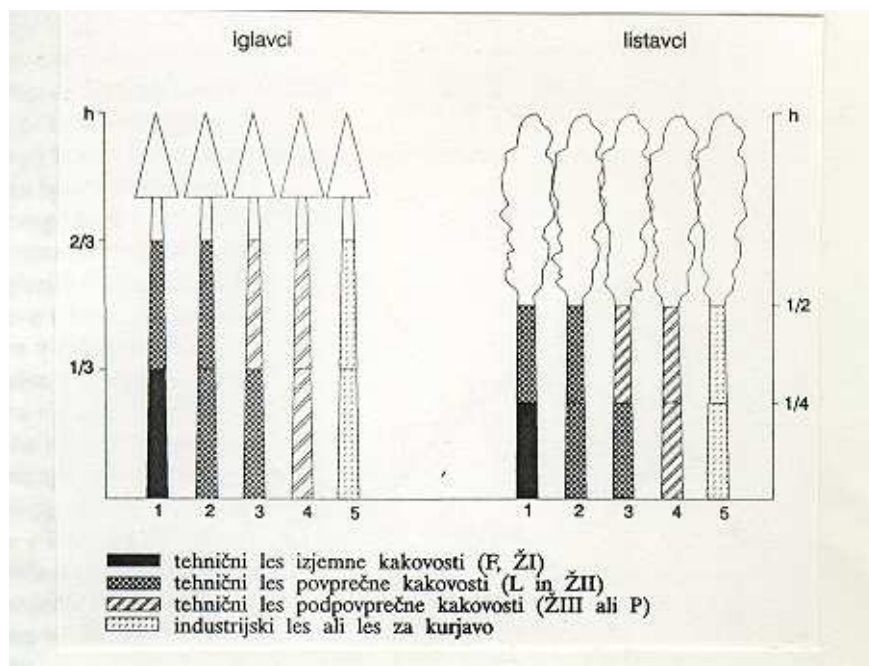 iglavci
listavci
h
h
2/3
1/2
1/3
1/4
1 2 3 4 5
1 2 3 4 5
tehnični les izjemne kakovosti (F, ŽI)
tehnični les povprečne kakovosti (L in ŽII)
tehnični les podpovprečne kakovosti (ŽIII ali P)
industrijski les ali les za kurjavo